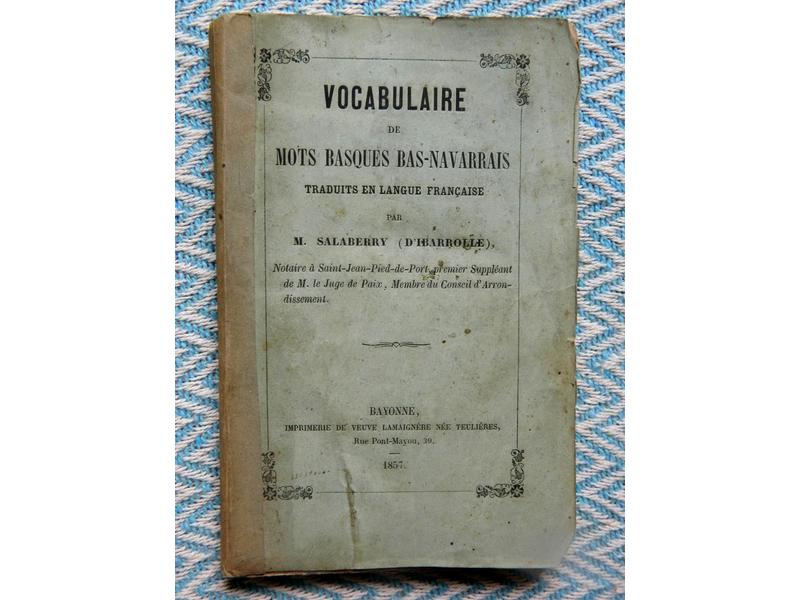 VOCABULAIRE
DE
MOTS BASQUES BAS-NAVARRAIS
TRADUITS EN LANGUE FRANÇAISE
PAR
M. SALABERRY (D'IBARROLLE),
Notaire à Saint-Jean-Pied-de-Port, premier Suppléant
de M. le Juge de Paix, Membre du Conseil d'Arron-
dissement.
BAYONNE,
IMPRIMERIE DE VEUVE LAMAIGNÈRE NÉE TEULIÈRES,
Rue Pont-Mayou, 39.
1857.